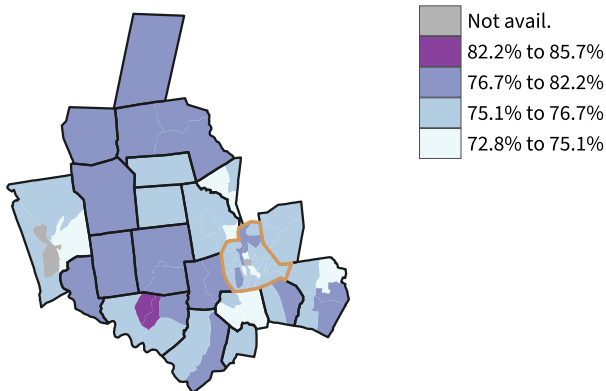 Not avail.
82.2% to 85.7%
76.7% to 82.2%
75.1% to 76.7%
72.8% to 75.1%